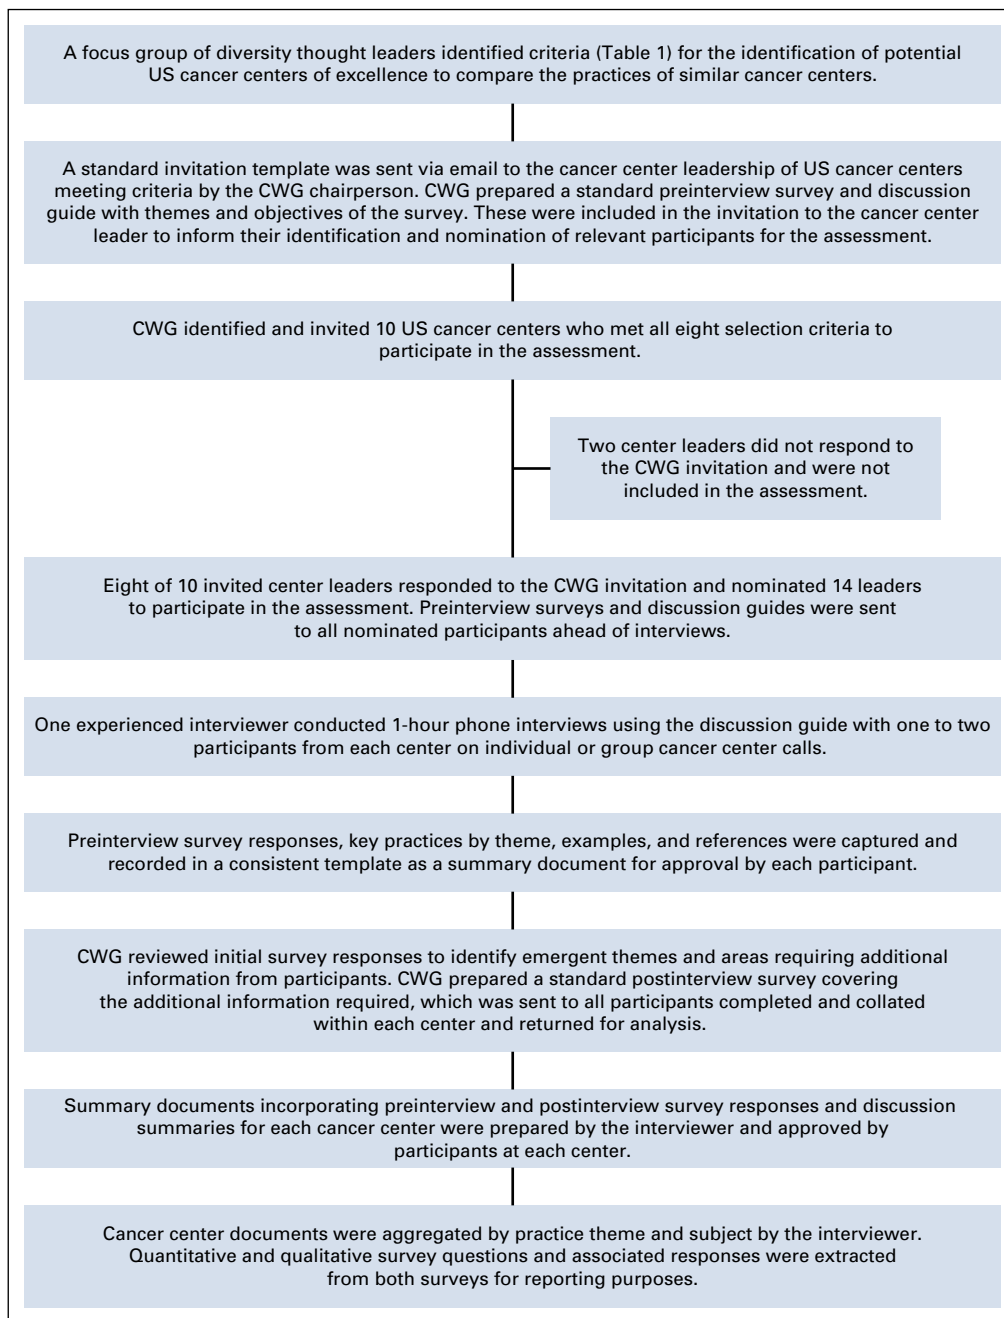 A focus group of diversity thought leaders identified criteria (Table 1) for the identification of potential
US cancer centers of excellence to compare the practices of similar cancer centers.
A standard invitation template was sent via email to the cancer center leadership of US cancer centers
meeting criteria by the CWG chairperson. CWG prepared a standard preinterview survey and discussion
guide with themes and objectives of the survey. These were included in the invitation to the cancer center
leader to inform their identification and nomination of relevant participants for the assessment.
CWG identified and invited 10 US cancer centers who met all eight selection criteria to
participate in the assessment.
Two center leaders did not respond to
the CWG invitation and were not
included in the assessment.
Eight of 10 invited center leaders responded to the CWG invitation and nominated 14 leaders
to participate in the assessment. Preinterview surveys and discussion guides were sent
to all nominated participants ahead of interviews.
One experienced interviewer conducted 1-hour phone interviews using the discussion guide with one to two
participants from each center on individual or group cancer center calls.
Preinterview survey responses, key practices by theme, examples, and references were captured and
recorded in a consistent template as a summary document for approval by each participant.
CWG reviewed initial survey responses to identify emergent themes and areas requiring additional
information from participants. CWG prepared a standard postinterview survey covering
the additional information required, which was sent to all participants completed and collated
within each center and returned for analysis.
Summary documents incorporating preinterview and postinterview survey responses and discussion
summaries for each cancer center were prepared by the interviewer and approved by
participants at each center.
Cancer center documents were aggregated by practice theme and subject by the interviewer.
Quantitative and qualitative survey questions and associated responses were extracted
from both surveys for reporting purposes.